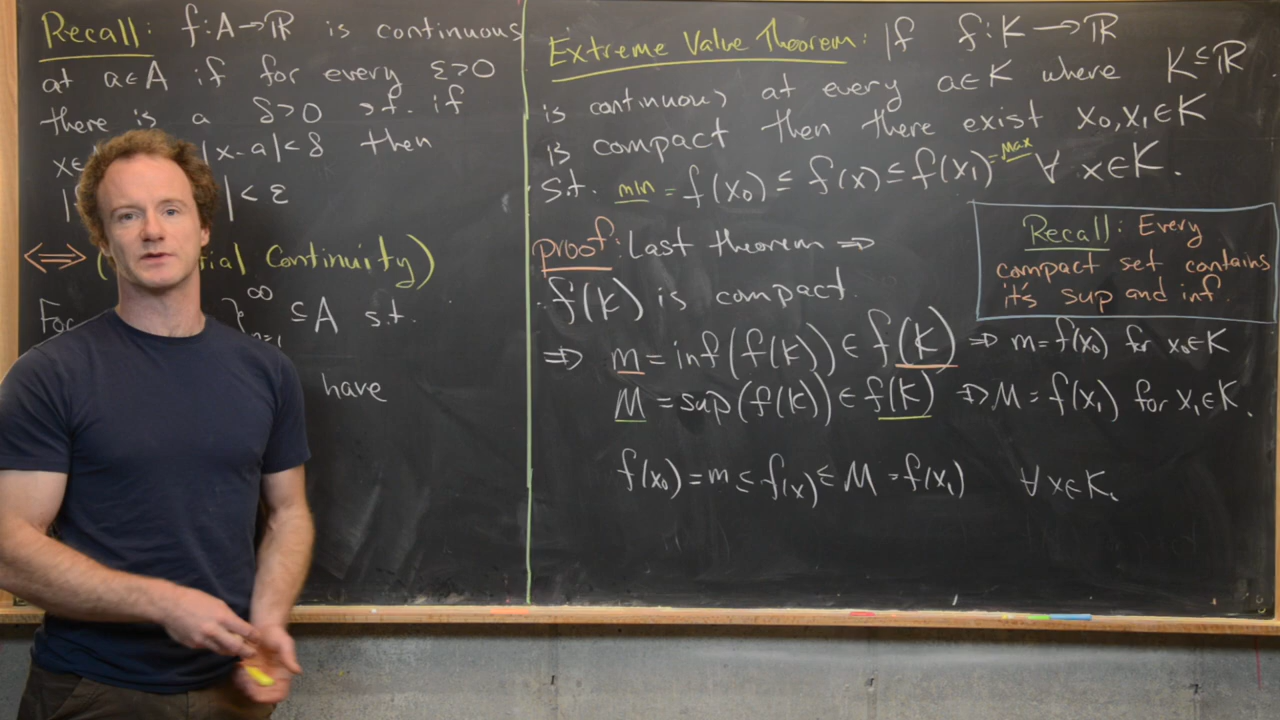 Recall: f:A→ℝ is continuous
at a∈A if for every ε>0
there is a δ>0 s.t. if
|x-a|<δ then
|<ε
⟺ ( tial Continuity)
}∞n=1 ⊆A s.t.
have
Extreme Value Theorem: If f:K→ℝ
is continuous at every a∈K where K⊆ℝ
is compact then there exist x₀,x₁∈K
s.t. min = f(x₀)≤f(x)≤f(x₁)=max ∀ x∈K.
proof: Last theorem ⇒
f(K) is compact.
Recall: Every
compact set contains
it's sup and inf.
⇒ m=inf(f(K))∈f(K) ⇒ m=f(x₀) for x₀∈K
M=sup(f(K))∈f(K) ⇒M=f(x₁) for x₁∈K.
f(x₀)=m≤f(x)≤M=f(x₁) ∀x∈K.